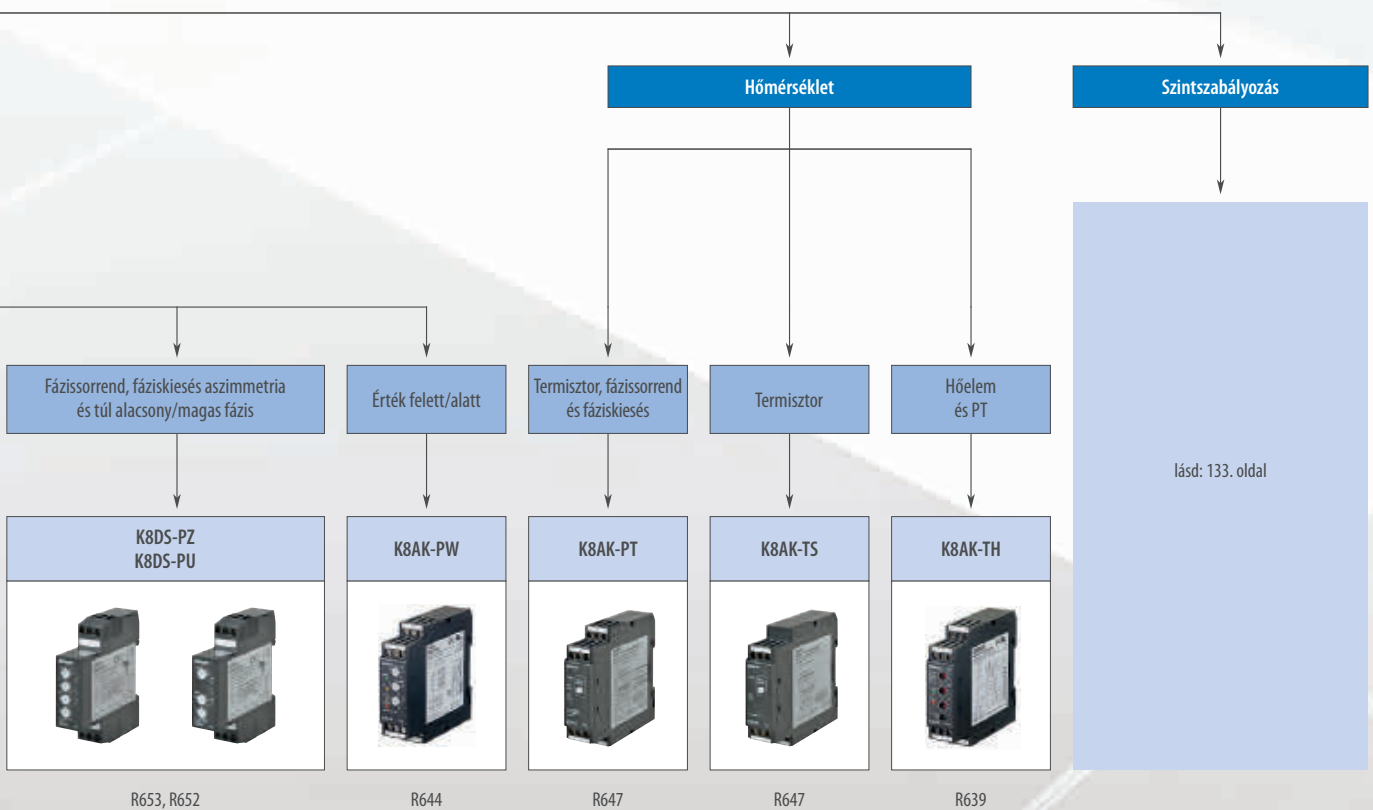 Hőmérséklet
Szintszabályozás
Fázissorrend, fáziskiesés aszimmetria
és túl alacsony/magas fázis
Érték felett/alatt
Termisztor, fázissorrend
és fáziskiesés
Termisztor
Hőelem
és PT
lásd: 133. oldal
K8DS-PZ
K8DS-PU
K8AK-PW
K8AK-PT
K8AK-TS
K8AK-TH
R653, R652
R644
R647
R647
R639